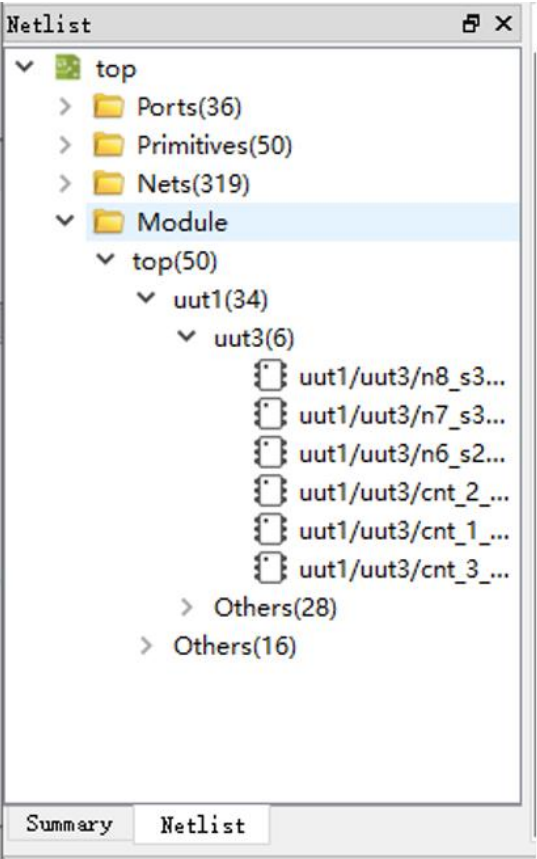 Netlist
top
Ports(36)
Primitives(50)
Nets(319)
Module
top(50)
uut1(34)
uut3(6)
uut1/uut3/n8_s3...
uut1/uut3/n7_s3...
uut1/uut3/n6_s2...
uut1/uut3/cnt_2_...
uut1/uut3/cnt_1_...
uut1/uut3/cnt_3_...
Others(28)
Others(16)
Summary Netlist